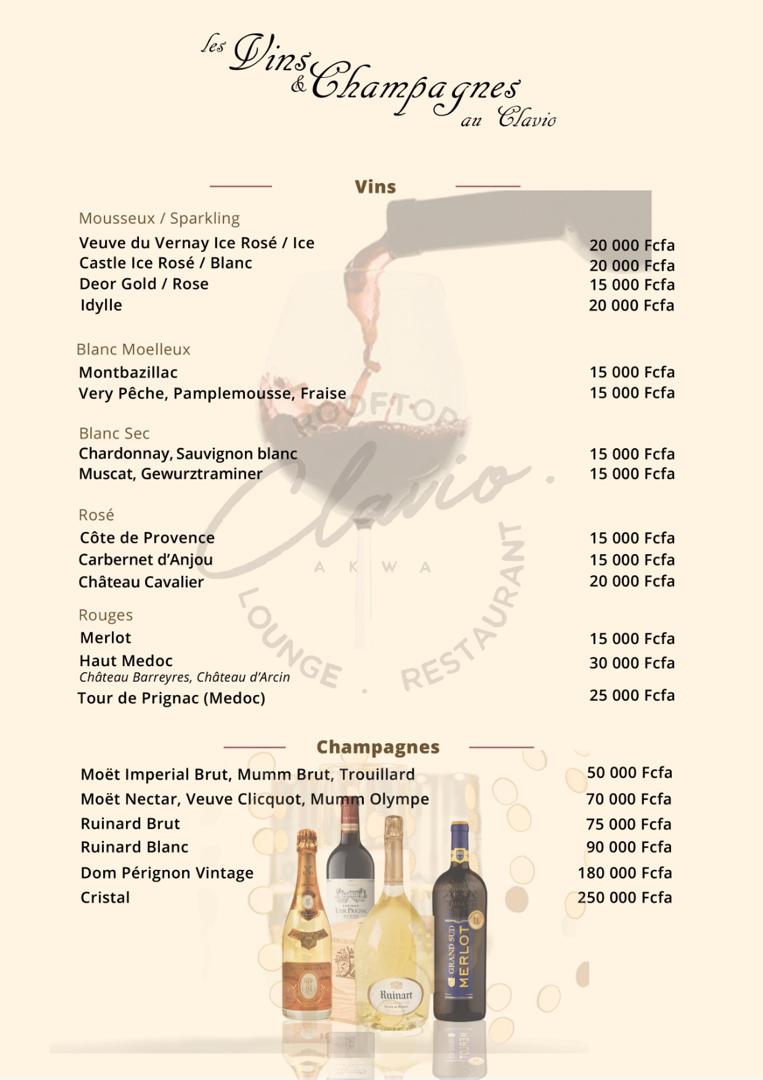 les Vins
& Champagnes
au Clavio
Vins
Mousseux / Sparkling
Veuve du Vernay Ice Rosé / Ice 20 000 Fcfa
Castle Ice Rosé / Blanc 20 000 Fcfa
Deor Gold / Rose 15 000 Fcfa
Idylle 20 000 Fcfa
Blanc Moelleux
Montbazillac 15 000 Fcfa
Very Pêche, Pamplemousse, Fraise 15 000 Fcfa
ROOFTOP
Blanc Sec
Chardonnay, Sauvignon blanc 15 000 Fcfa
Muscat, Gewurztraminer 15 000 Fcfa
Clavio
Rosé
Côte de Provence 15 000 Fcfa
Carbernet d'Anjou 15 000 Fcfa
AKWA
Château Cavalier 20 000 Fcfa
LOUNGE . RESTAURANT
Rouges
Merlot 15 000 Fcfa
Haut Medoc 30 000 Fcfa
Château Barreyres, Château d'Arcin
Tour de Prignac (Medoc) 25 000 Fcfa
Champagnes
Moët Imperial Brut, Mumm Brut, Trouillard 50 000 Fcfa
Moët Nectar, Veuve Clicquot, Mumm Olympe 70 000 Fcfa
Ruinard Brut 75 000 Fcfa
Ruinard Blanc 90 000 Fcfa
Dom Pérignon Vintage 180 000 Fcfa
Cristal 250 000 Fcfa
Ruinart
GRAND SUD
MERLOT